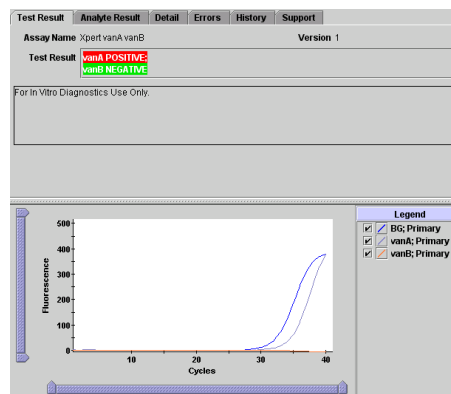 Test Result Analyte Result Detail Errors History Support
Assay Name Xpert vanA vanB Version 1
Test Result vanA POSITIVE;
vanB NEGATIVE
For In Vitro Diagnostics Use Only.
Legend
BG; Primary
vanA; Primary
vanB; Primary
500
400
300
200
100
0
Fluorescence
10 20 30 40
Cycles